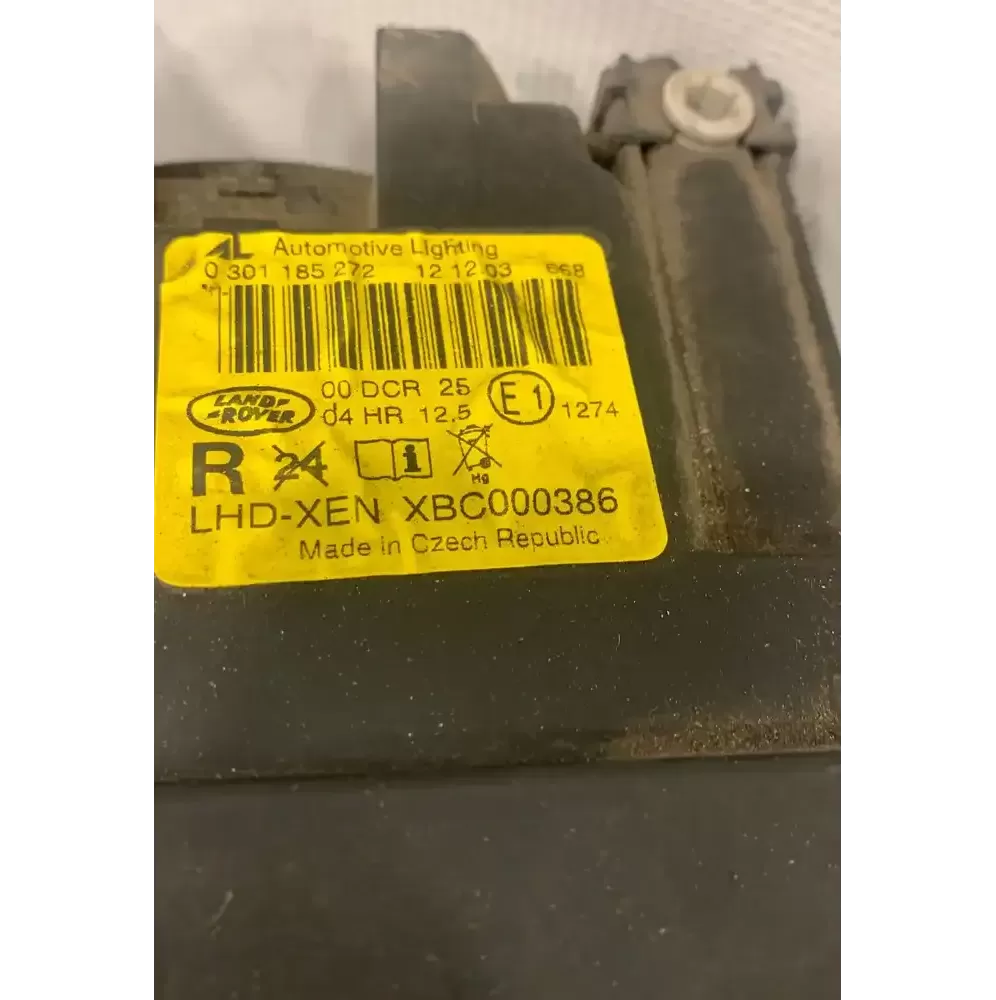 AL Automotive Lighting
0 301 185 272 12 12 03 668
LAND-
-ROVER
00 DCR 25
04 HR 12,5
E1
1274
R 24
i
Hg
LHD-XEN XBC000386
Made in Czech Republic